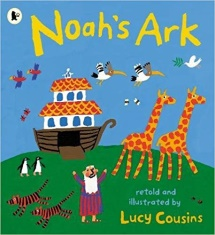 Noah's Ark
retold and
illustrated by
Lucy Cousins